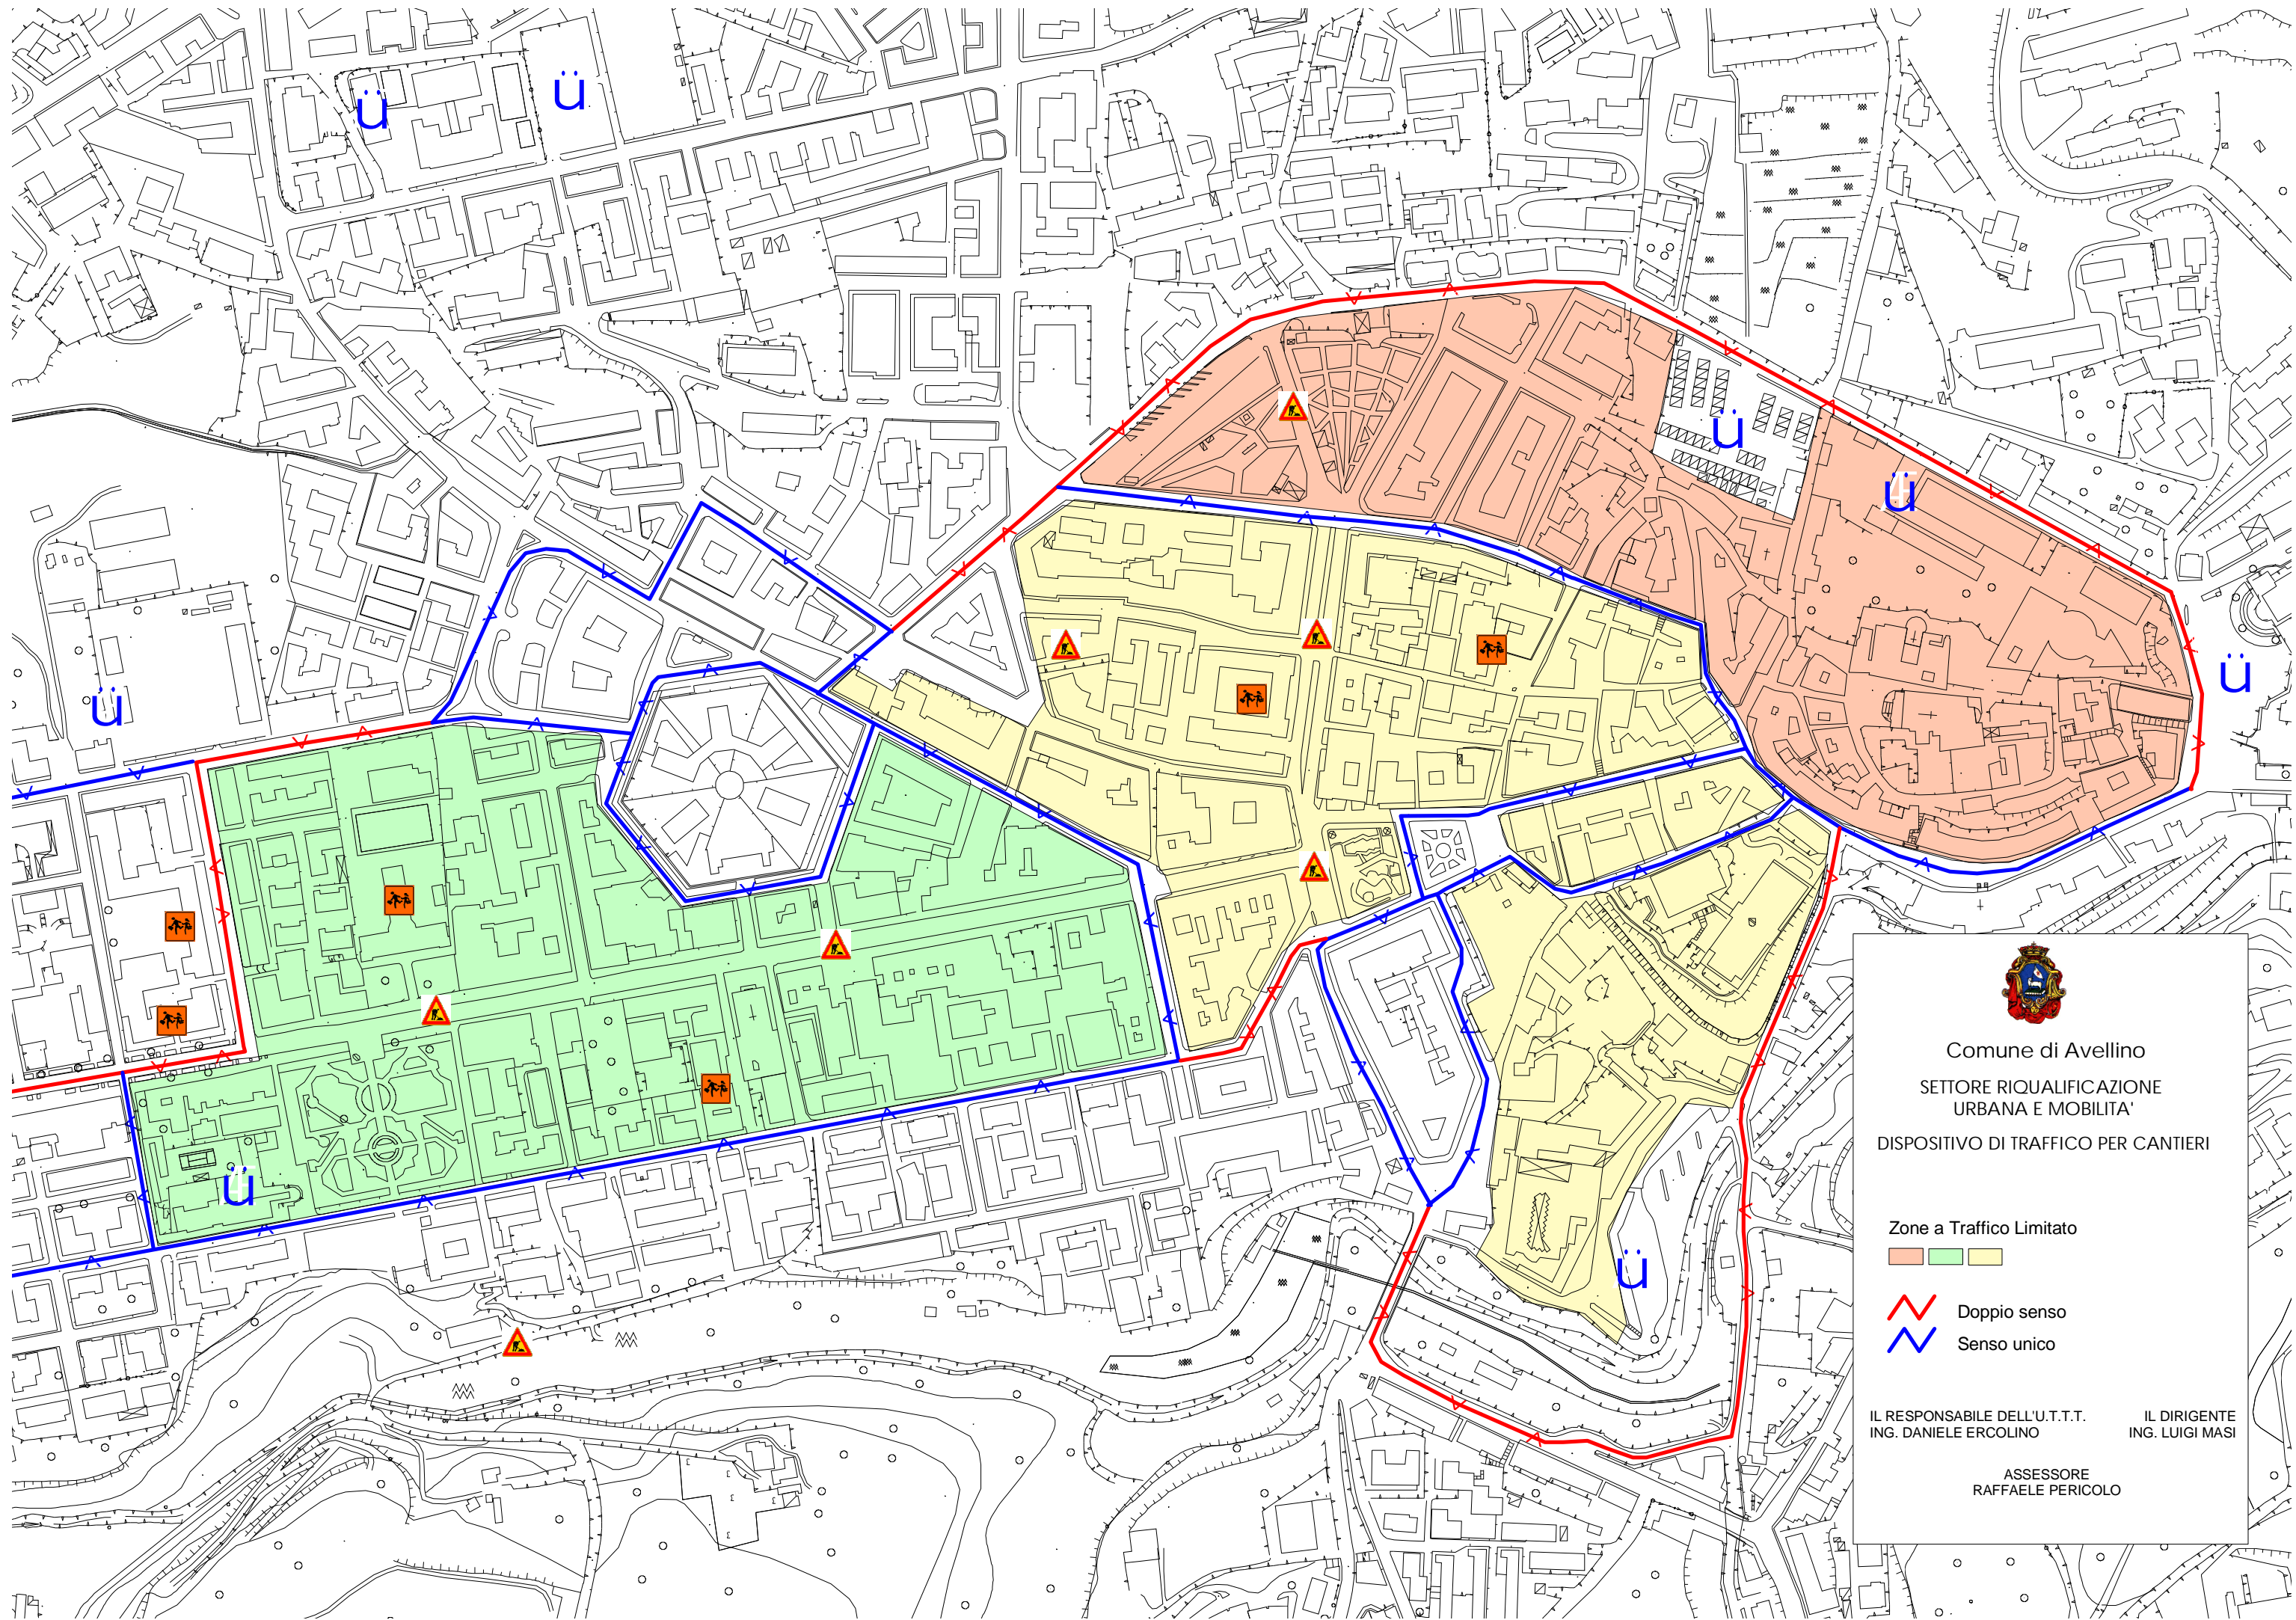 ü
ü
ü
ü
ü
ü
ü
ü
Comune di Avellino
SETTORE RIQUALIFICAZIONE
URBANA E MOBILITA'
DISPOSITIVO DI TRAFFICO PER CANTIERI
Zone a Traffico Limitato
Doppio senso
Senso unico
IL RESPONSABILE DELL'U.T.T.T.
ING. DANIELE ERCOLINO
IL DIRIGENTE
ING. LUIGI MASI
ASSESSORE
RAFFAELE PERICOLO